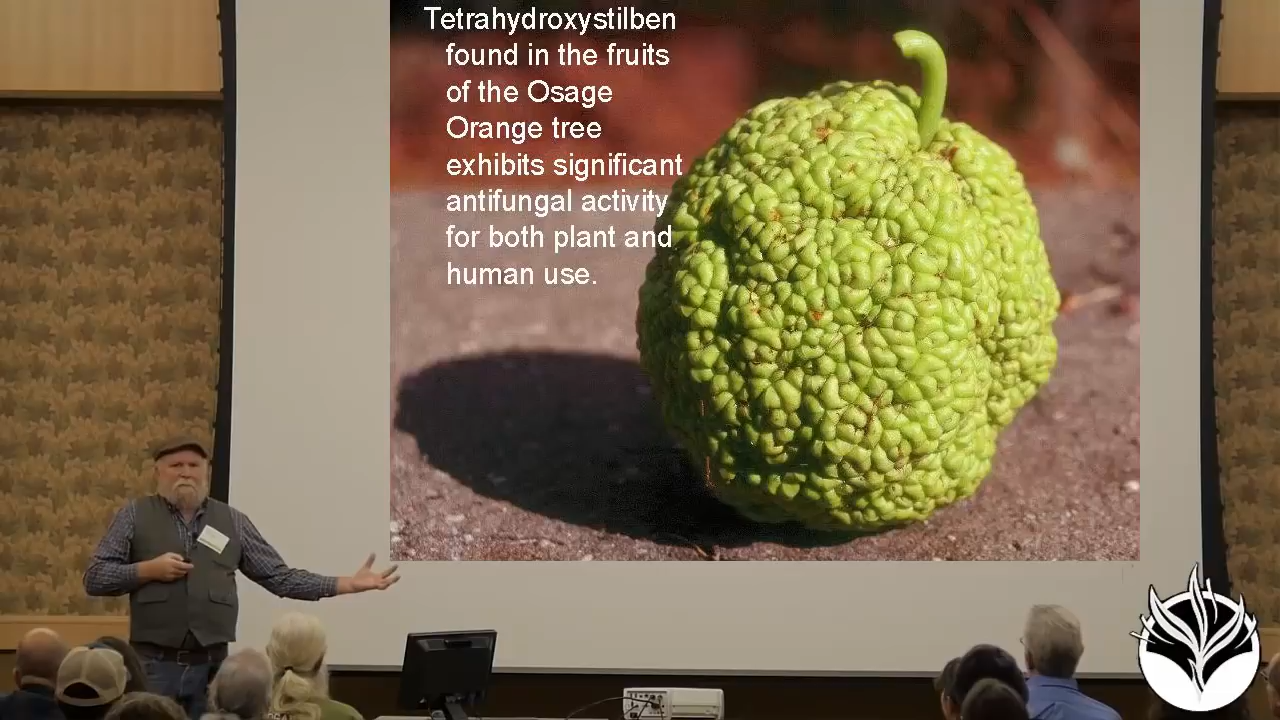 Tetrahydroxystilben
found in the fruits
of the Osage
Orange tree
exhibits significant
antifungal activity
for both plant and
human use.